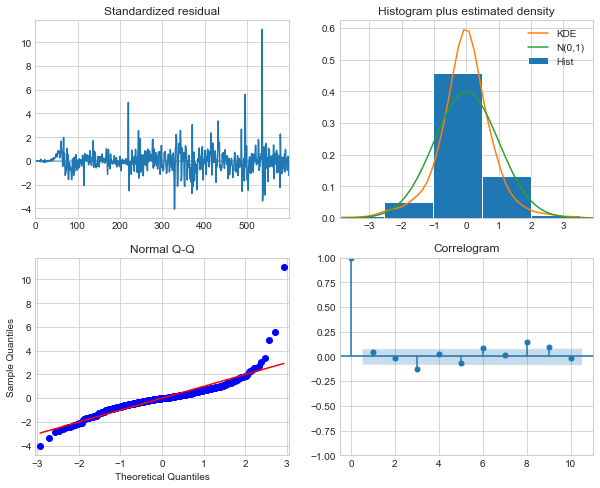 Standardized residual
10
8
6
4
2
0
−2
−4
0 100 200 300 400 500
Histogram plus estimated density
KDE
N(0,1)
Hist
0.6
0.5
0.4
0.3
0.2
0.1
0.0
−3 −2 −1 0 1 2 3
Normal Q-Q
Sample Quantiles
10
8
6
4
2
0
−2
−4
−3 −2 −1 0 1 2 3
Theoretical Quantiles
Correlogram
1.00
0.75
0.50
0.25
0.00
−0.25
−0.50
−0.75
−1.00
0 2 4 6 8 10